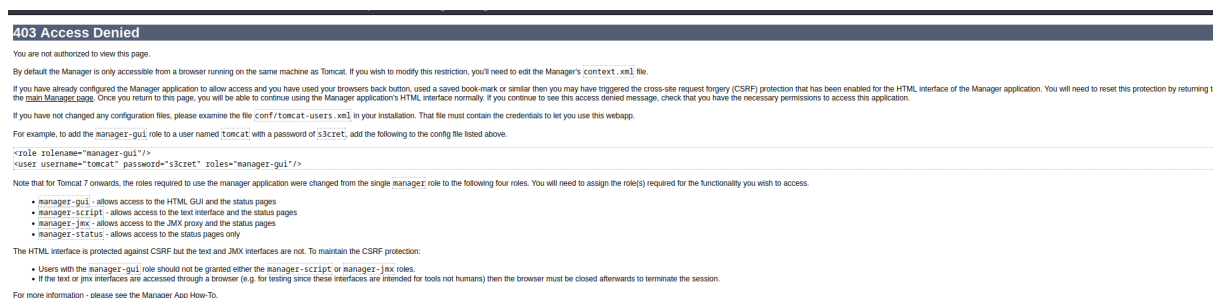 403 Access Denied
You are not authorized to view this page.
By default the Manager is only accessible from a browser running on the same machine as Tomcat. If you wish to modify this restriction, you'll need to edit the Manager's context.xml file.
If you have already configured the Manager application to allow access and you have used your browsers back button, used a saved book-mark or similar then you may have triggered the cross-site request forgery (CSRF) protection that has been enabled for the HTML interface of the Manager application. You will need to reset this protection by returning
the main Manager page. Once you return to this page, you will be able to continue using the Manager application's HTML interface normally. If you continue to see this access denied message, check that you have the necessary permissions to access this application.
If you have not changed any configuration files, please examine the file conf/tomcat-users.xml in your installation. That file must contain the credentials to let you use this webapp.
For example, to add the manager-gui role to a user named tomcat with a password of s3cret, add the following to the config file listed above.
<role rolename="manager-gui"/>
<user username="tomcat" password="s3cret" roles="manager-gui"/>
Note that for Tomcat 7 onwards, the roles required to use the manager application were changed from the single manager role to the following four roles. You will need to assign the role(s) required for the functionality you wish to access.
• manager-gui - allows access to the HTML GUI and the status pages
• manager-script - allows access to the text interface and the status pages
• manager-jmx - allows access to the JMX proxy and the status pages
• manager-status - allows access to the status pages only
The HTML interface is protected against CSRF but the text and JMX interfaces are not. To maintain the CSRF protection:
• Users with the manager-gui role should not be granted either the manager-script or manager-jmx roles.
• If the text or jmx interfaces are accessed through a browser (e.g. for testing since these interfaces are intended for tools not humans) then the browser must be closed afterwards to terminate the session.
For more information - please see the Manager App How-To.